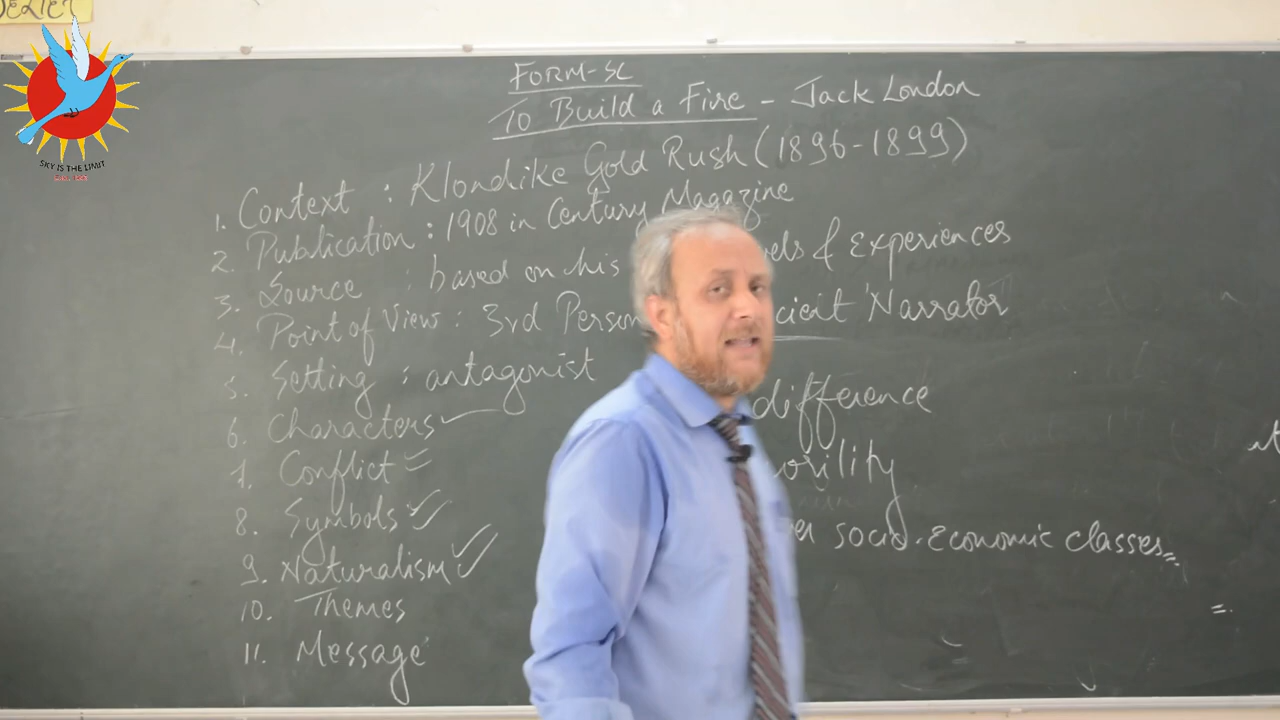 SKY IS THE LIMIT
FORM-SC
To Build a Fire - Jack London
1. Context : Klondike Gold Rush (1896-1899)
2. Publication : 1908 in Century Magazine
3. Source : based on his & Experiences
4. Point of View : 3rd Person Narrator
5. Setting : antagonist
6. Characters
difference
7. Conflict
8. Symbols
socio-economic classes
9. Naturalism
10. Themes
11. Message